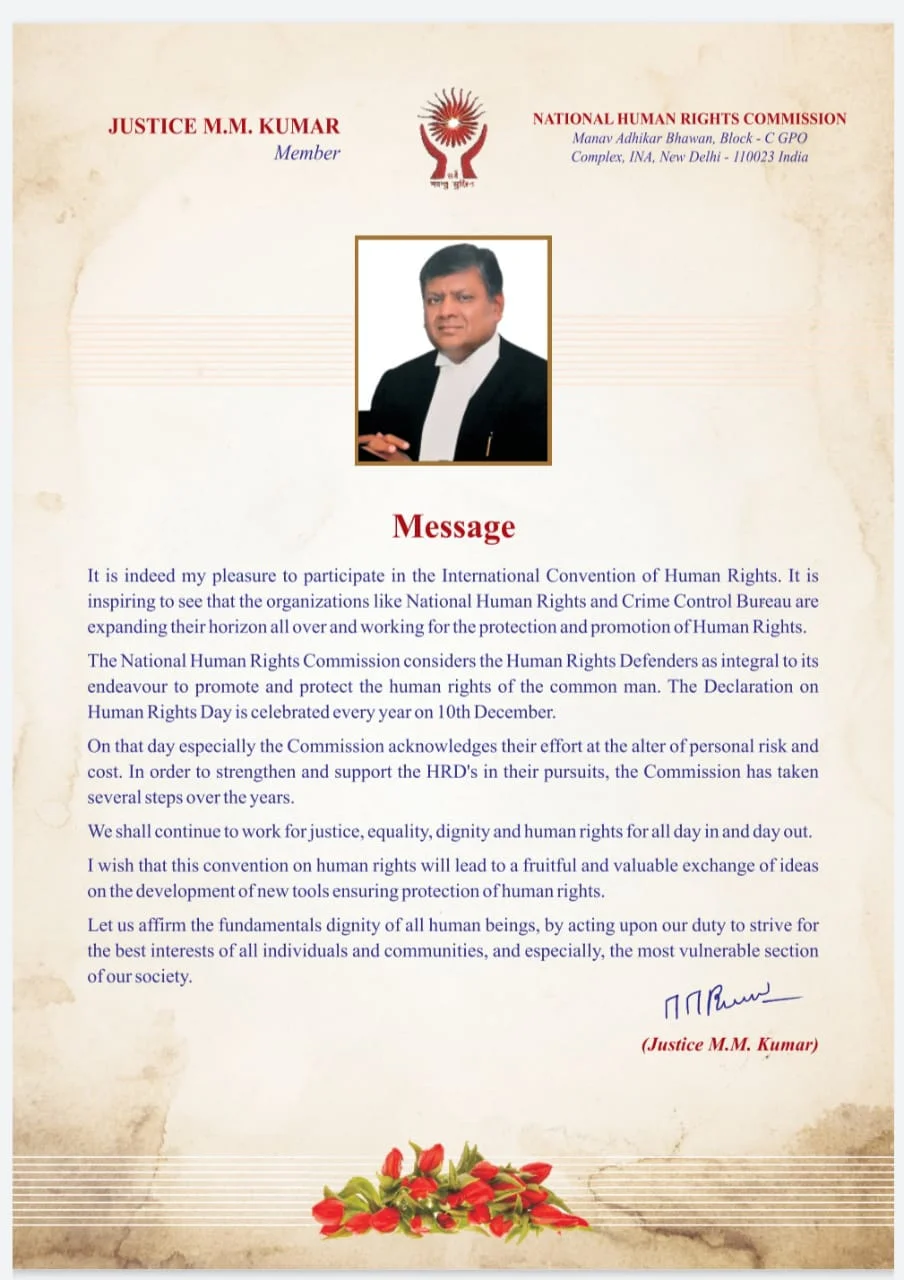 JUSTICE M.M. KUMAR
Member
NATIONAL HUMAN RIGHTS COMMISSION
Manav Adhikar Bhawan, Block - C GPO
Complex, INA, New Delhi - 110023 India
सर्वे
भवन्तु सुखिनः
Message
It is indeed my pleasure to participate in the International Convention of Human Rights. It is
inspiring to see that the organizations like National Human Rights and Crime Control Bureau are
expanding their horizon all over and working for the protection and promotion of Human Rights.
The National Human Rights Commission considers the Human Rights Defenders as integral to its
endeavour to promote and protect the human rights of the common man. The Declaration on
Human Rights Day is celebrated every year on 10th December.
On that day especially the Commission acknowledges their effort at the alter of personal risk and
cost. In order to strengthen and support the HRD's in their pursuits, the Commission has taken
several steps over the years.
We shall continue to work for justice, equality, dignity and human rights for all day in and day out.
I wish that this convention on human rights will lead to a fruitful and valuable exchange of ideas
on the development of new tools ensuring protection of human rights.
Let us affirm the fundamentals dignity of all human beings, by acting upon our duty to strive for
the best interests of all individuals and communities, and especially, the most vulnerable section
of our society.
(Justice M.M. Kumar)